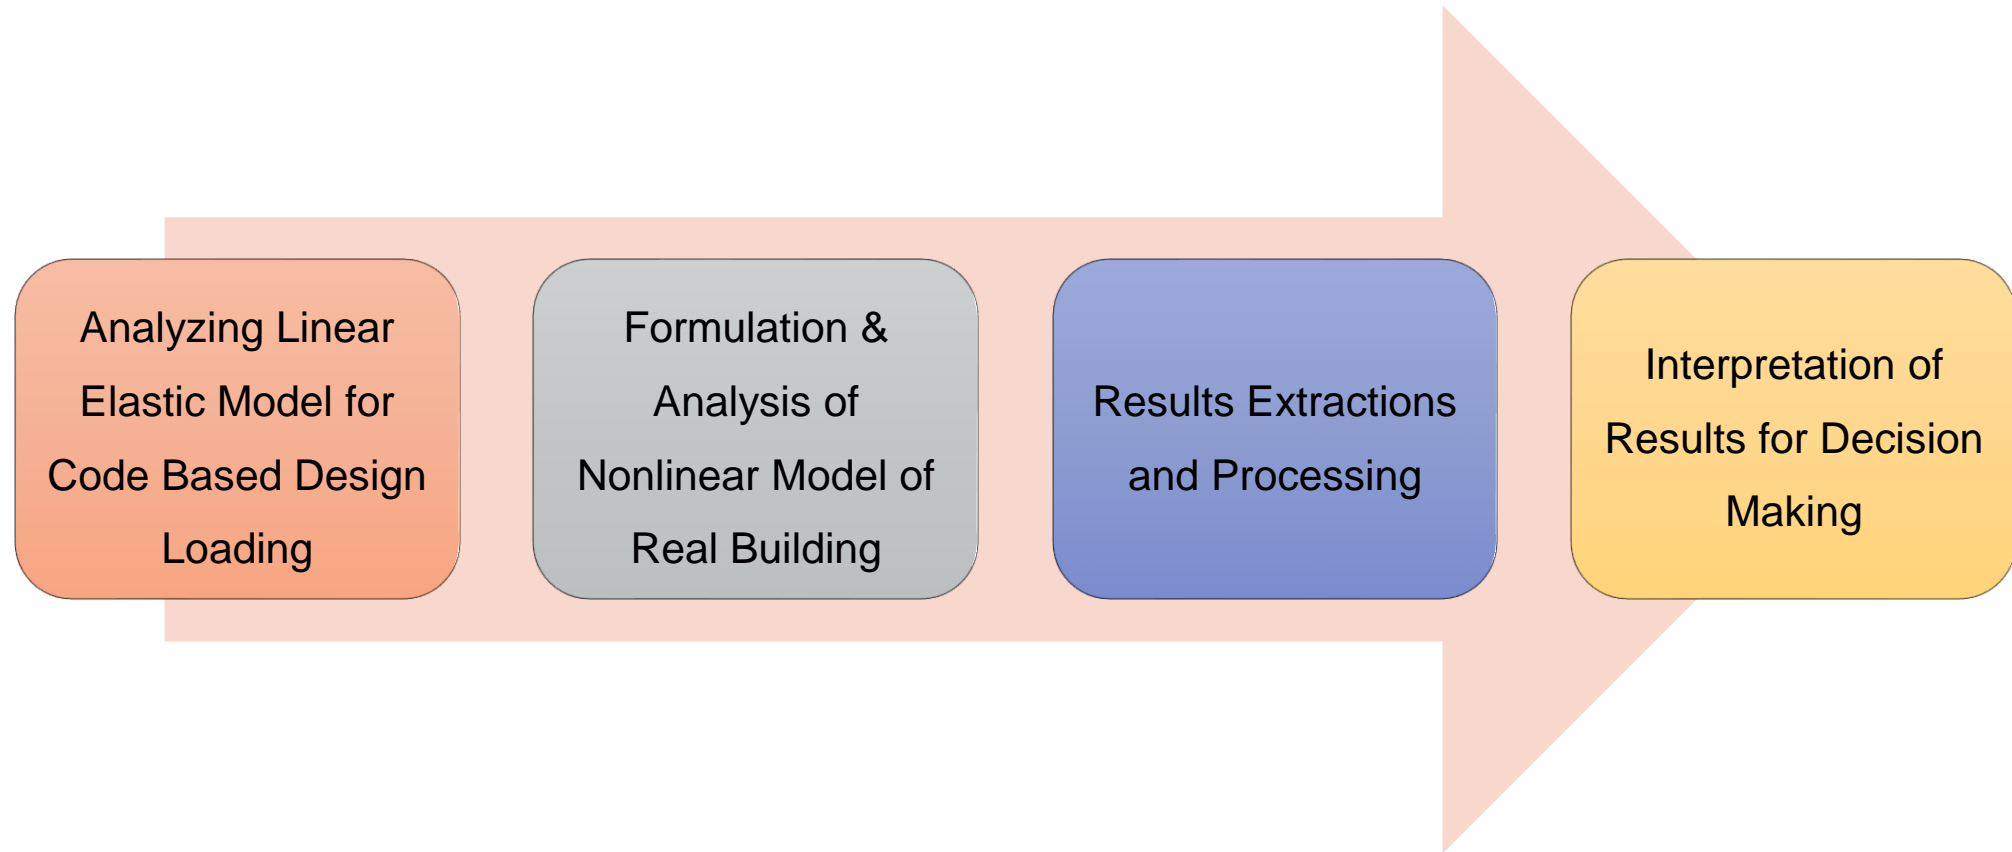 Analyzing Linear
Elastic Model for
Code Based Design
Loading
Formulation &
Analysis of
Nonlinear Model of
Real Building
Results Extractions
and Processing
Interpretation of
Results for Decision
Making